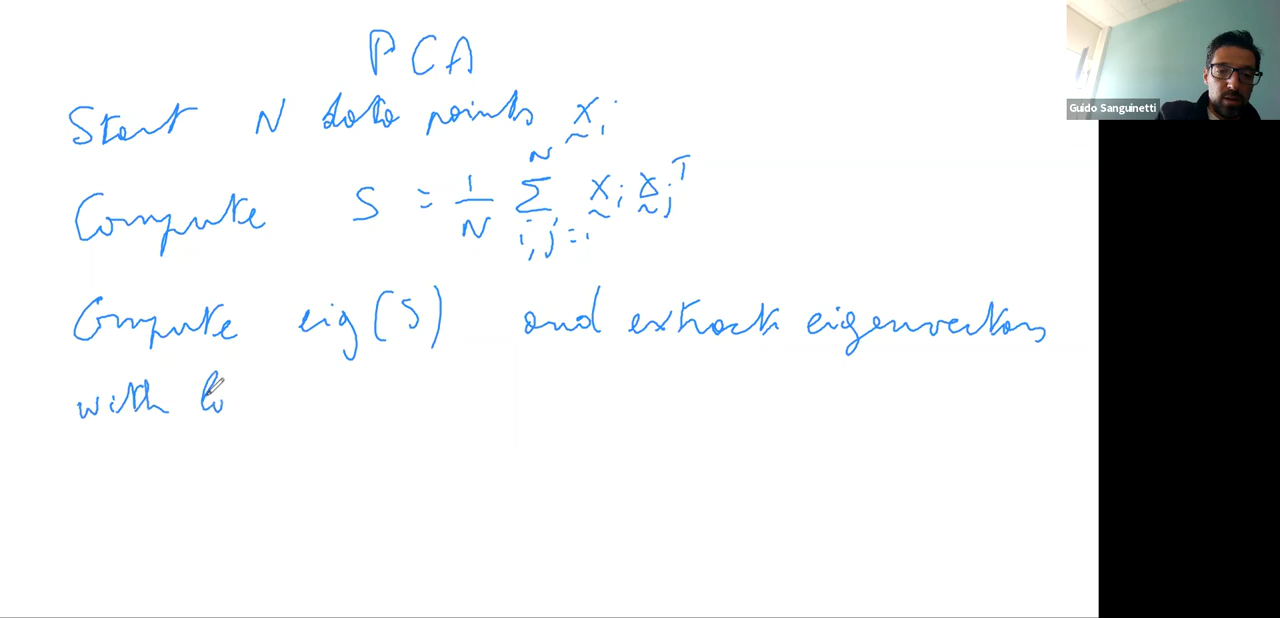 PCA
Start N data points x_i
Compute S = 1/N Σ_{i,j=1}^{N} x_i x_j^T
Compute eig(S) and extract eigenvectors
with
Guido Sanguinetti